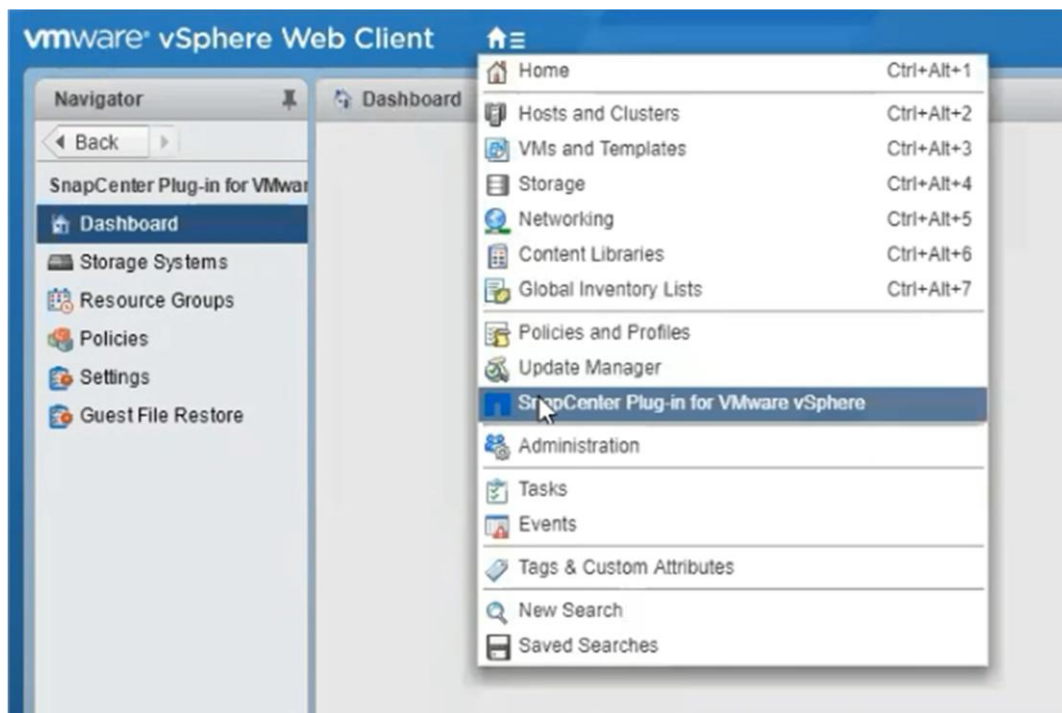 vmware® vSphere Web Client
Navigator
Back
SnapCenter Plug-in for VMwar
Dashboard
Storage Systems
Resource Groups
Policies
Settings
Guest File Restore
Dashboard
Home Ctrl+Alt+1
Hosts and Clusters Ctrl+Alt+2
VMs and Templates Ctrl+Alt+3
Storage Ctrl+Alt+4
Networking Ctrl+Alt+5
Content Libraries Ctrl+Alt+6
Global Inventory Lists Ctrl+Alt+7
Policies and Profiles
Update Manager
SnapCenter Plug-in for VMware vSphere
Administration
Tasks
Events
Tags & Custom Attributes
New Search
Saved Searches